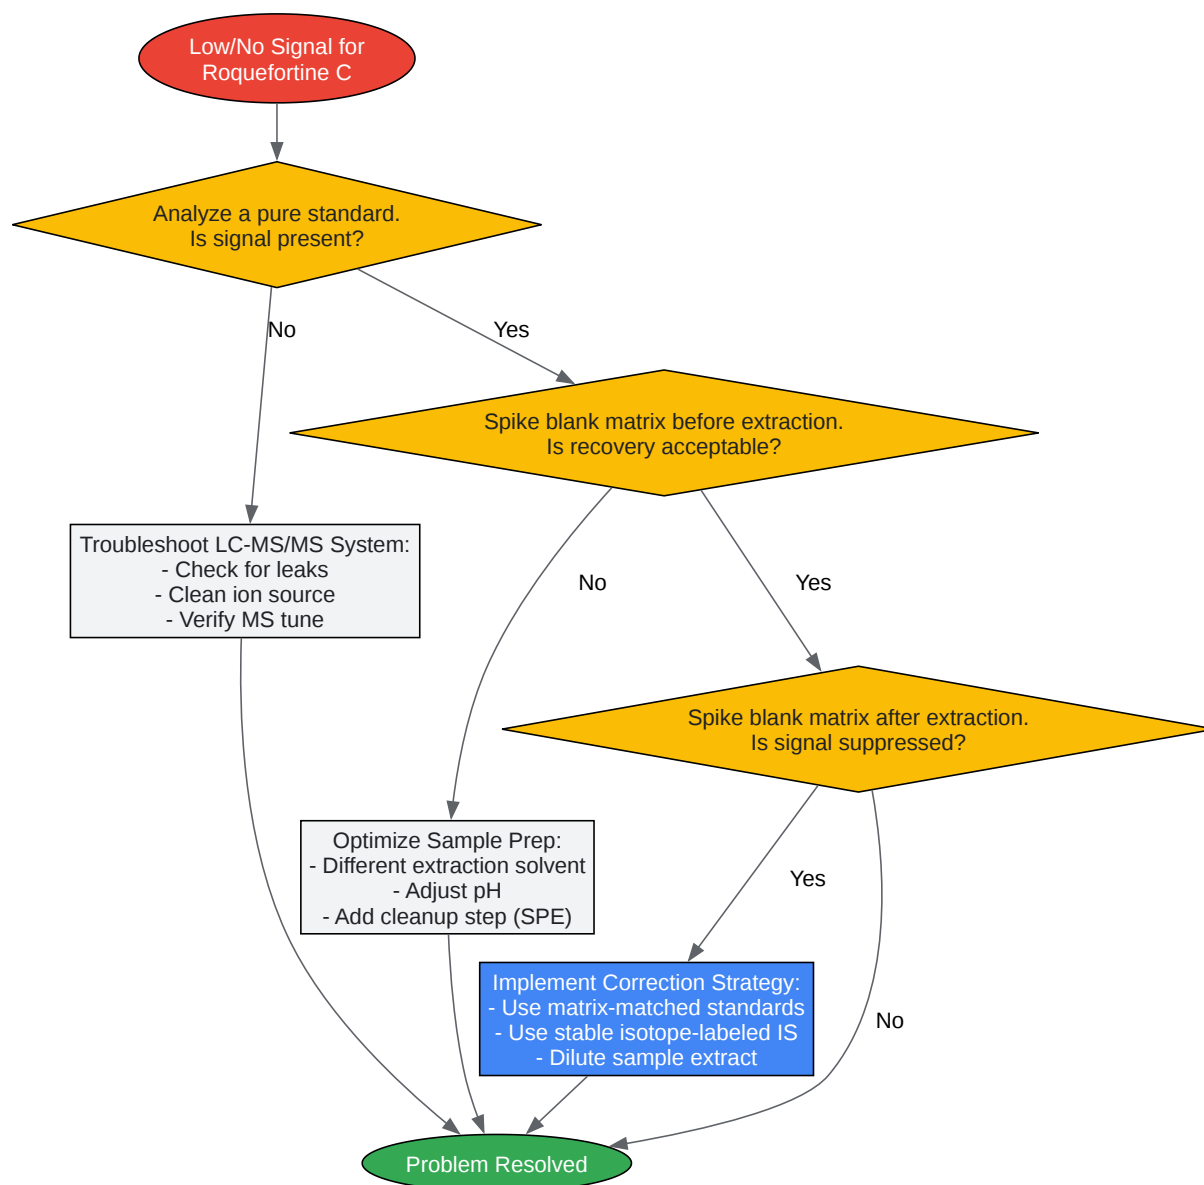 Low/No Signal for
Roquefortine C
Analyze a pure standard.
Is signal present?
No
Yes
Spike blank matrix before extraction.
Is recovery acceptable?
Troubleshoot LC-MS/MS System:
- Check for leaks
- Clean ion source
- Verify MS tune
No
Yes
Spike blank matrix after extraction.
Is signal suppressed?
Optimize Sample Prep:
- Different extraction solvent
- Adjust pH
- Add cleanup step (SPE)
Yes
Implement Correction Strategy:
- Use matrix-matched standards
- Use stable isotope-labeled IS
- Dilute sample extract
No
Problem Resolved